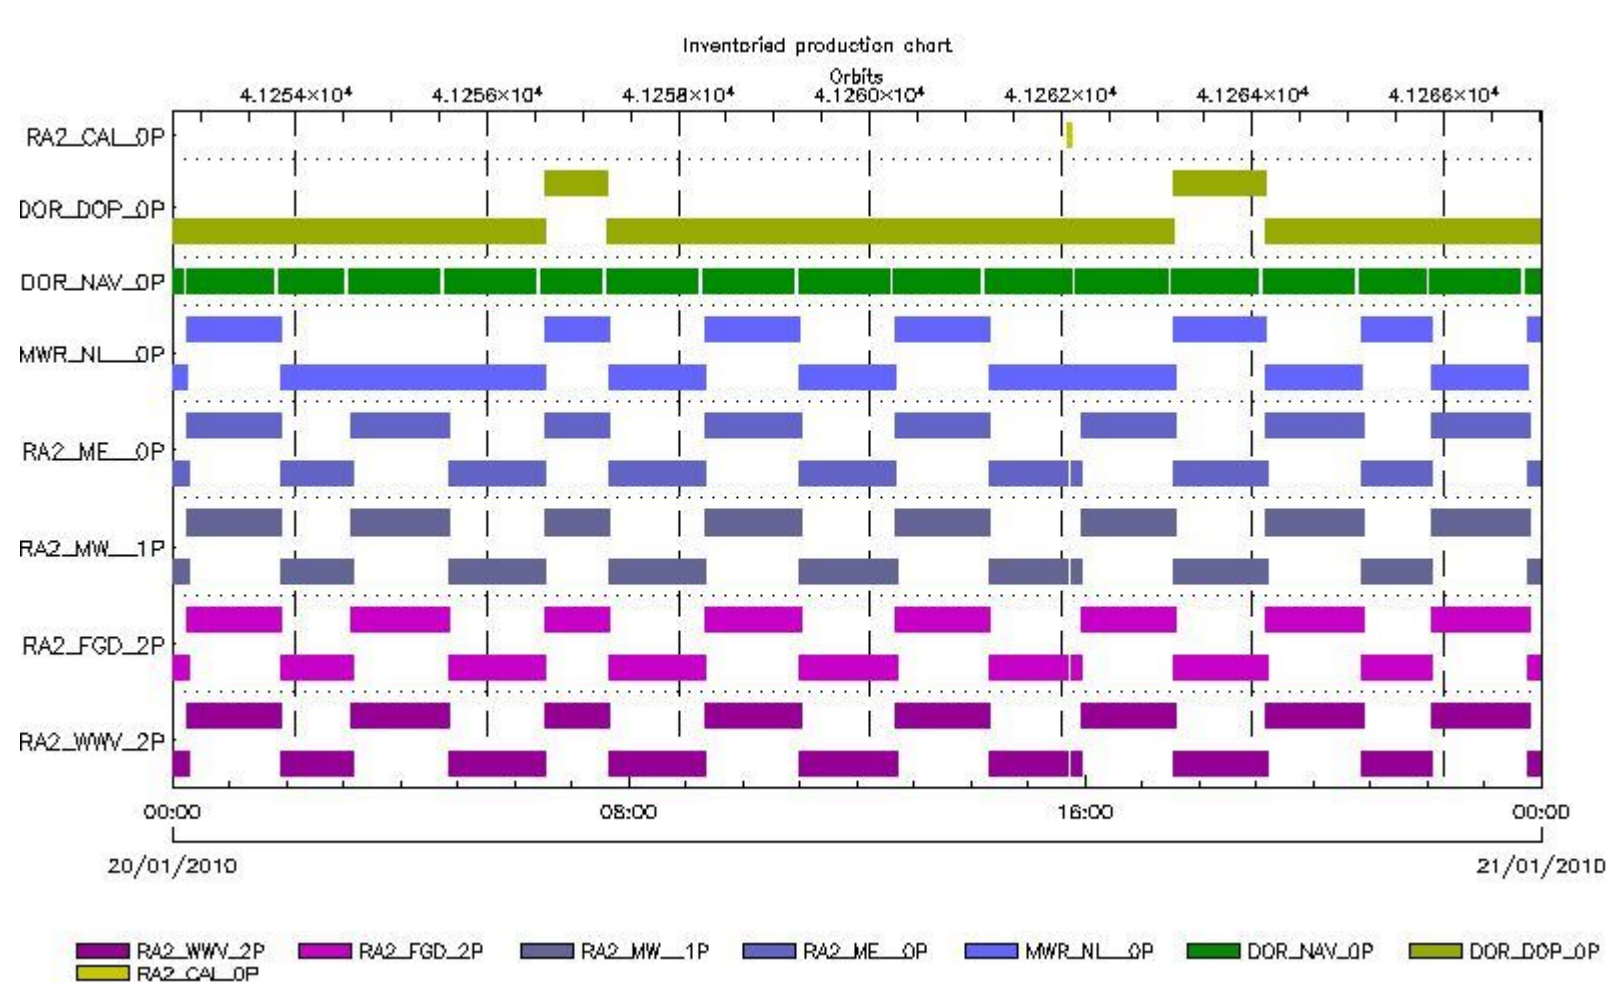 Inventoried production chart
Orbits
4.1254×10⁴ 4.1256×10⁴ 4.1258×10⁴ 4.1260×10⁴ 4.1262×10⁴ 4.1264×10⁴ 4.1266×10⁴
RA2_CAL_0P
DOR_DOP_0P
DOR_NAV_0P
MWR_NL__0P
RA2_ME__0P
RA2_MW__1P
RA2_FGD_2P
RA2_WWV_2P
00:00 08:00 16:00 00:00
20/01/2010 21/01/2010
RA2_WWV_2P RA2_FGD_2P RA2_MW__1P RA2_ME__0P MWR_NL__0P DOR_NAV_0P DOR_DOP_0P
RA2_CAL_0P